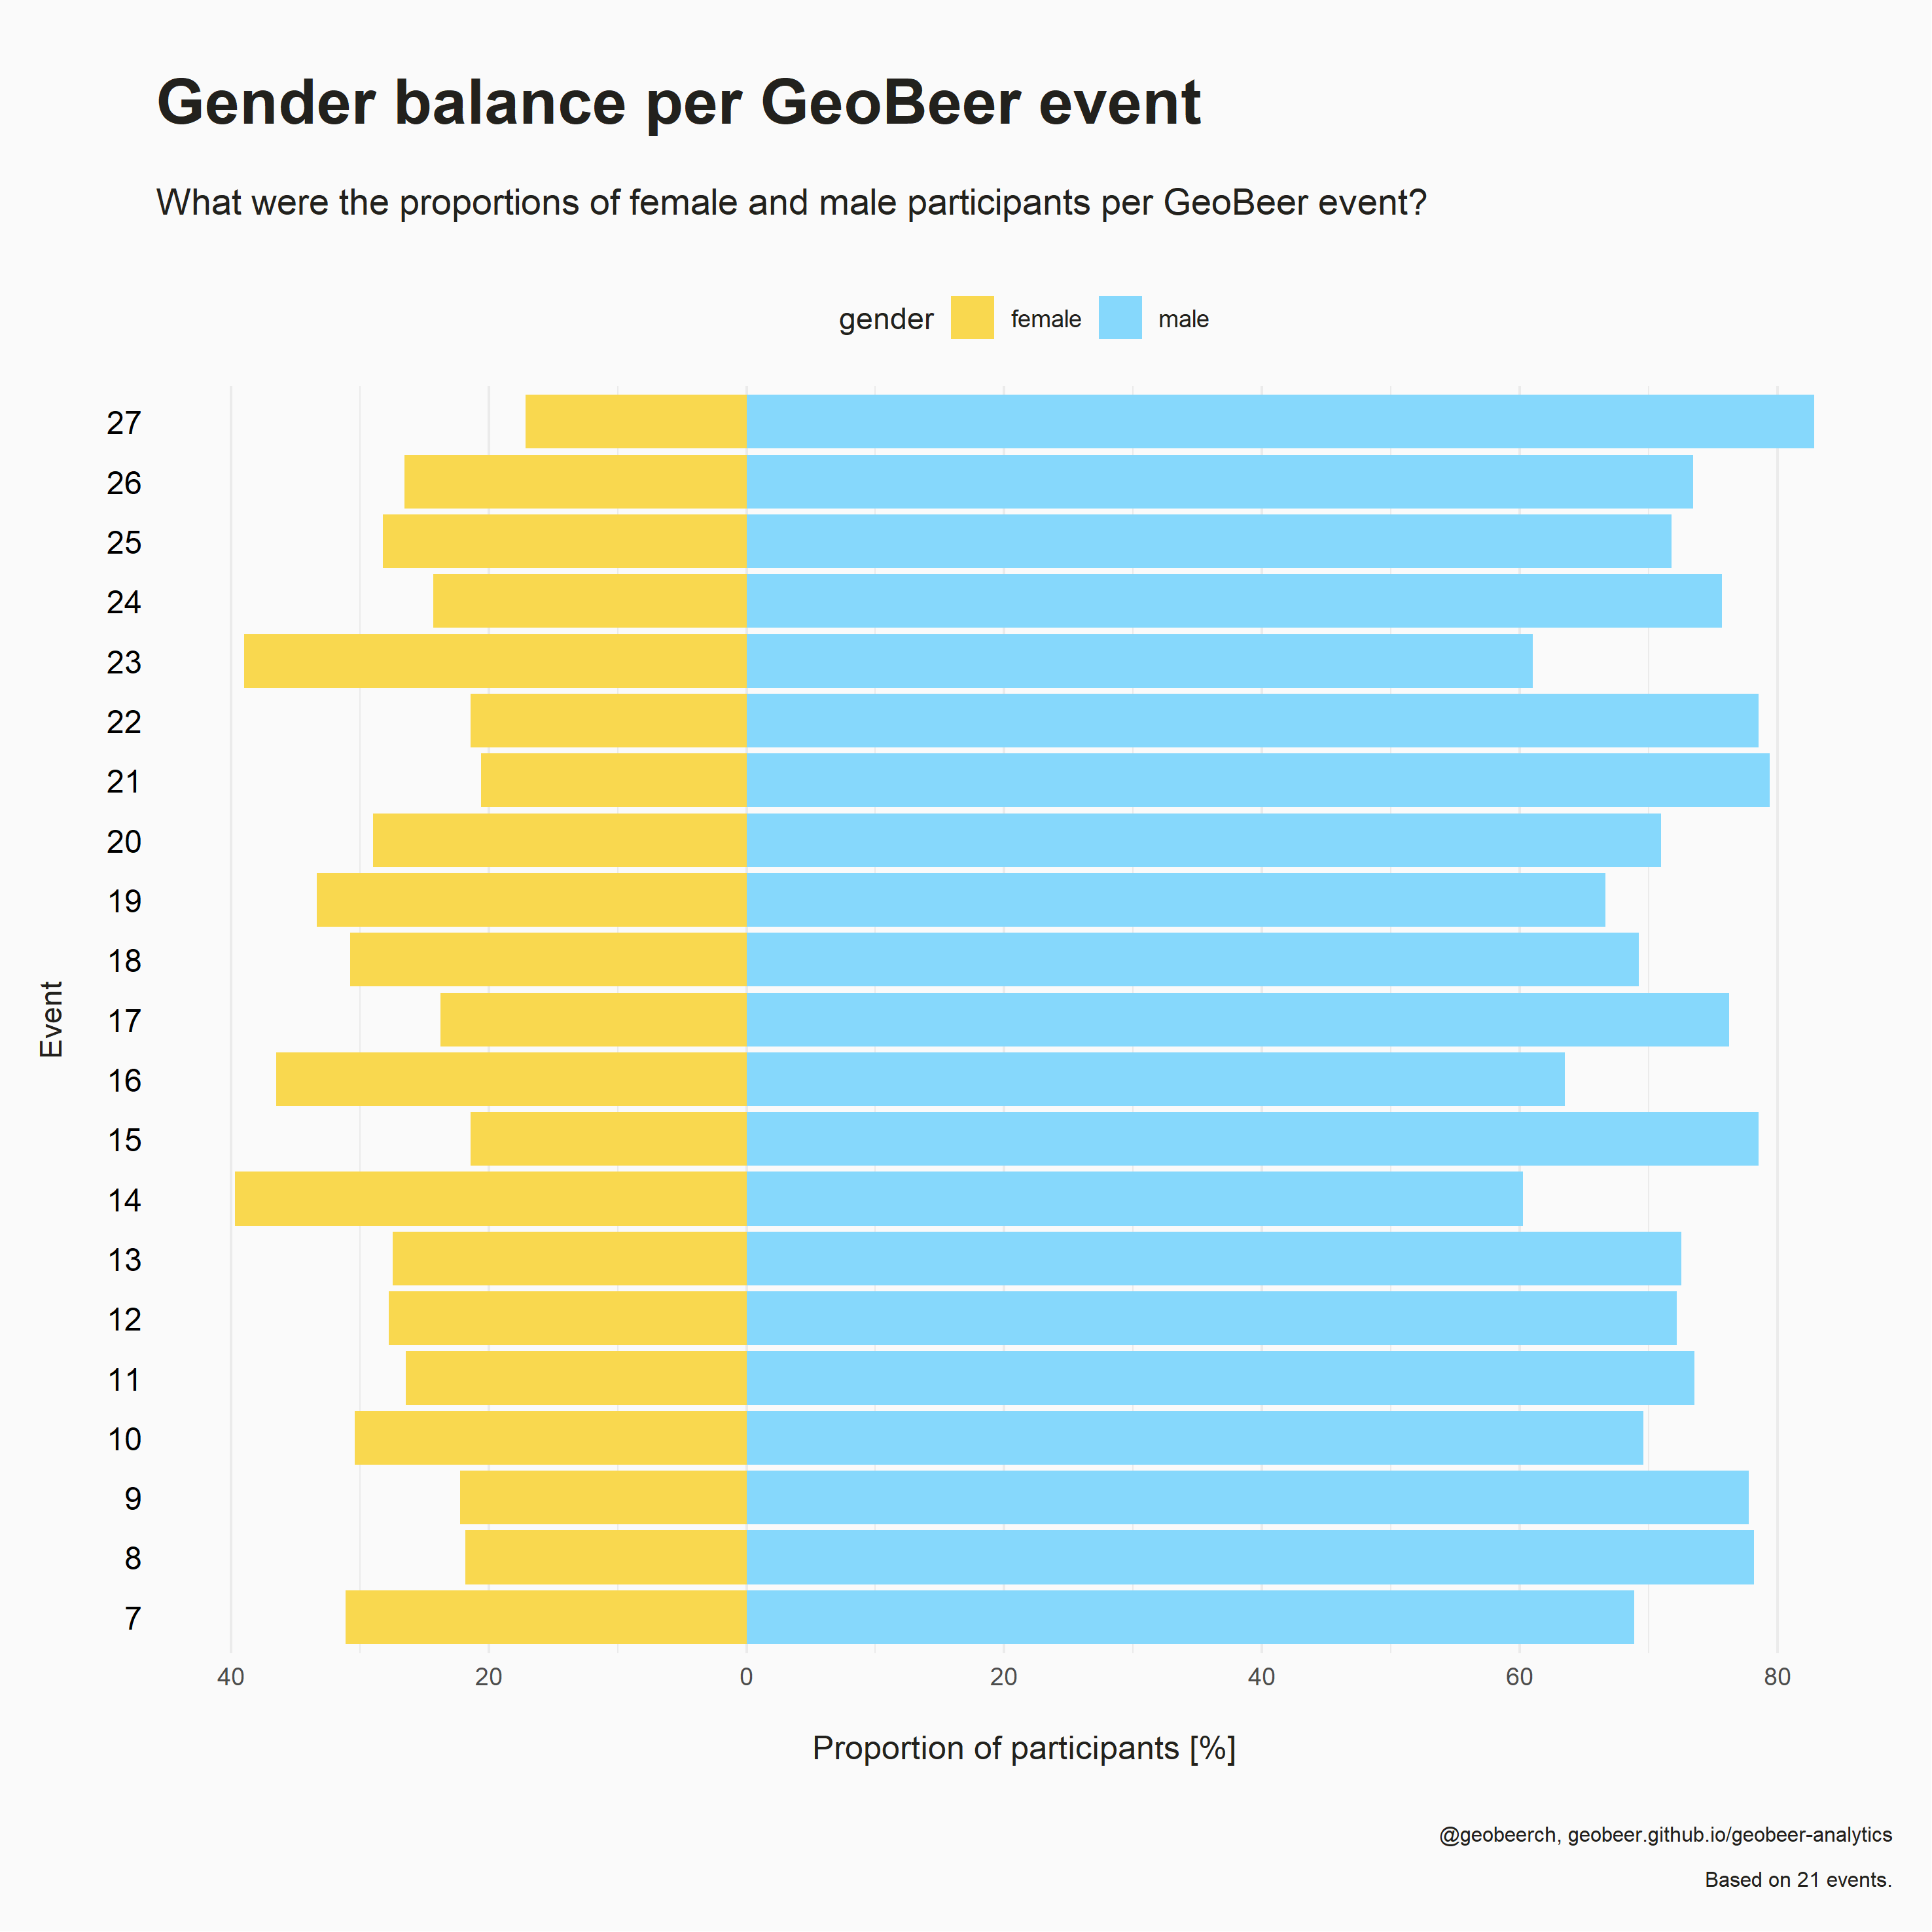 Gender balance per GeoBeer event
What were the proportions of female and male participants per GeoBeer event?
gender female male
27
26
25
24
23
22
21
20
19
18
17
16
15
14
13
12
11
10
9
8
7
Event
40 20 0 20 40 60 80
Proportion of participants [%]
@geobeerch, geobeer.github.io/geobeer-analytics
Based on 21 events.